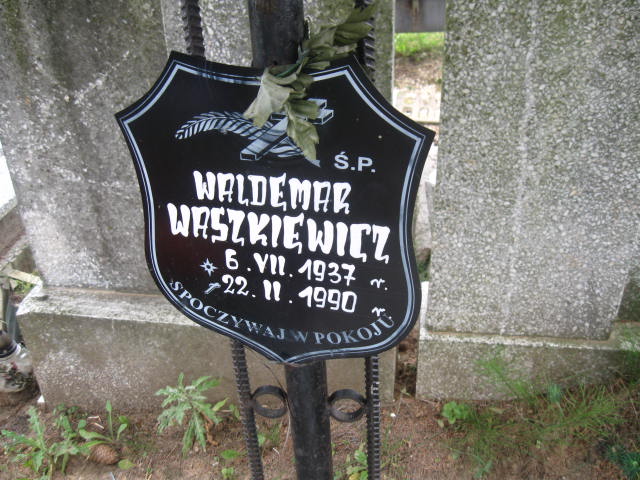 Ś.P.
WALDEMAR
WASZKIEWICZ
* 6.VII.1937 r.
† 22.II.1990 r.
SPOCZYWAJ W POKOJU